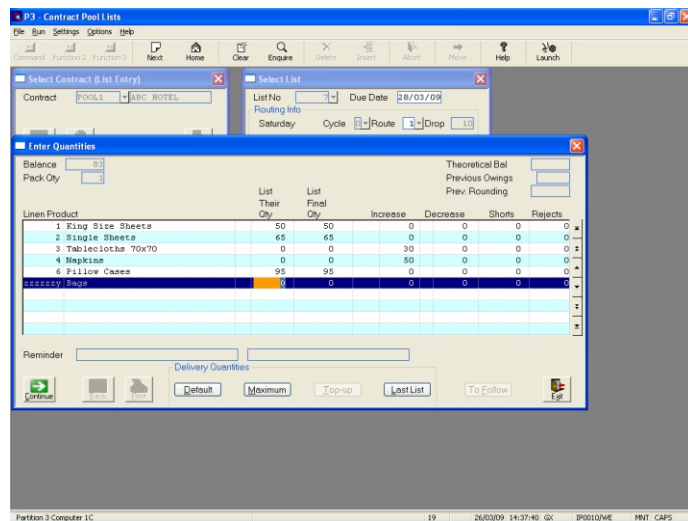 P3 - Contract Pool Lists
File Run Settings Options Help
Command Function 2 Function 3 Next Home Clear Enquire Delete Insert Abort Move Help Launch
Select Contract (List Entry)
Contract POOL1 ABC HOTEL
Select List
List No 7 Due Date 28/03/09
Routing Info
Saturday Cycle 0 Route 1 Drop 10
Enter Quantities
Balance 83 Theoretical Bal
Pack Qty 1 Previous Owings
Prev. Rounding
List List
Their Final
Linen Product Qty Qty Increase Decrease Shorts Rejects
1 King Size Sheets 50 50 0 0 0 0
2 Single Sheets 65 65 0 0 0 0
3 Tablecloths 70x70 0 0 30 0 0 0
4 Napkins 0 0 50 0 0 0
6 Pillow Cases 95 95 0 0 0 0
zzzzzzy Bags 0 0 0 0 0 0
Reminder
Delivery Quantities
Continue Back Print Default Maximum Top-up Last List To Follow Exit
Partition 3 Computer 1C 19 26/03/09 14:37:40 GX IP0010/WE MNT CAPS